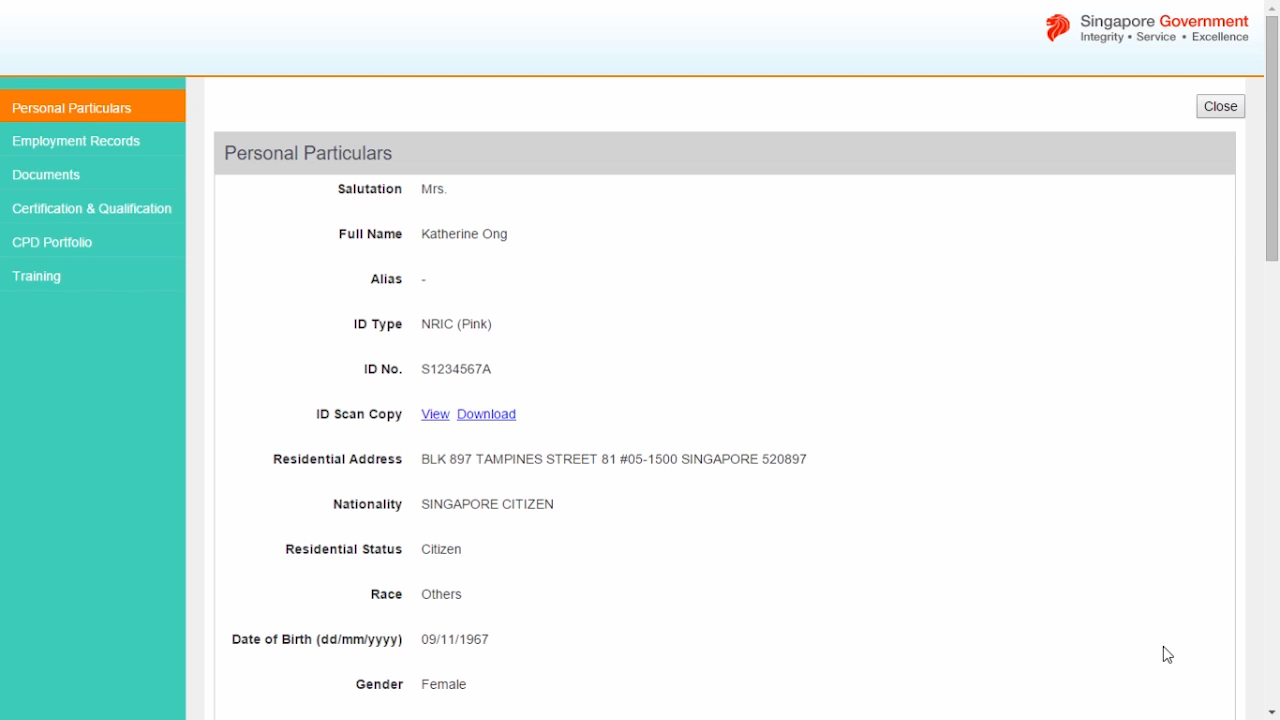 Singapore Government
Integrity • Service • Excellence
Personal Particulars
Employment Records
Documents
Certification & Qualification
CPD Portfolio
Training
Close
Personal Particulars
Salutation Mrs.
Full Name Katherine Ong
Alias -
ID Type NRIC (Pink)
ID No. S1234567A
ID Scan Copy View Download
Residential Address BLK 897 TAMPINES STREET 81 #05-1500 SINGAPORE 520897
Nationality SINGAPORE CITIZEN
Residential Status Citizen
Race Others
Date of Birth (dd/mm/yyyy) 09/11/1967
Gender Female